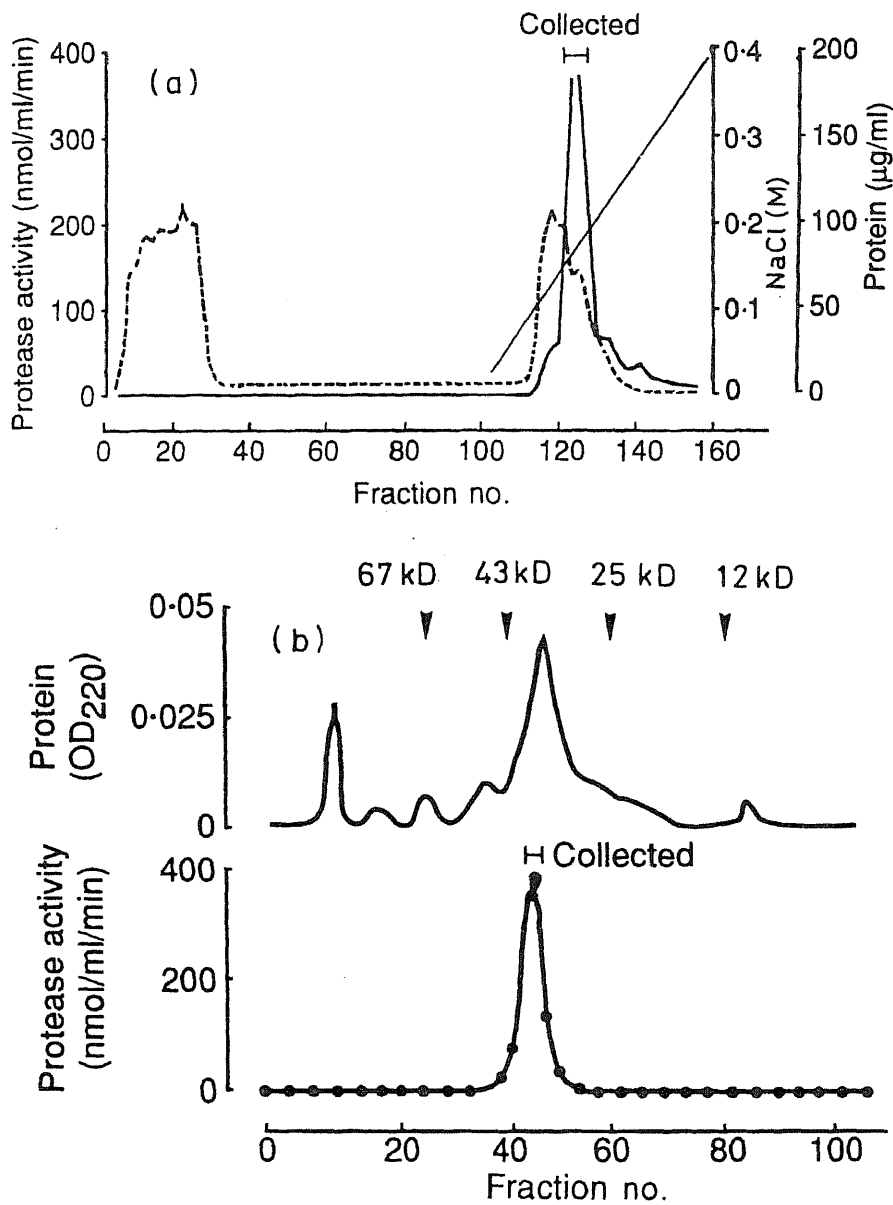 Collected
400
300
200
100
0
Protease activity (nmol/ml/min)
(a)
0·4
0·3
0·2
0·1
0
NaCl (M)
200
150
100
50
0
Protein (µg/ml)
0 20 40 60 80 100 120 140 160
Fraction no.
67 kD 43 kD 25 kD 12 kD
0·05
0·025
0
Protein
(OD220)
(b)
Collected
400
200
0
Protease activity
(nmol/ml/min)
0 20 40 60 80 100
Fraction no.